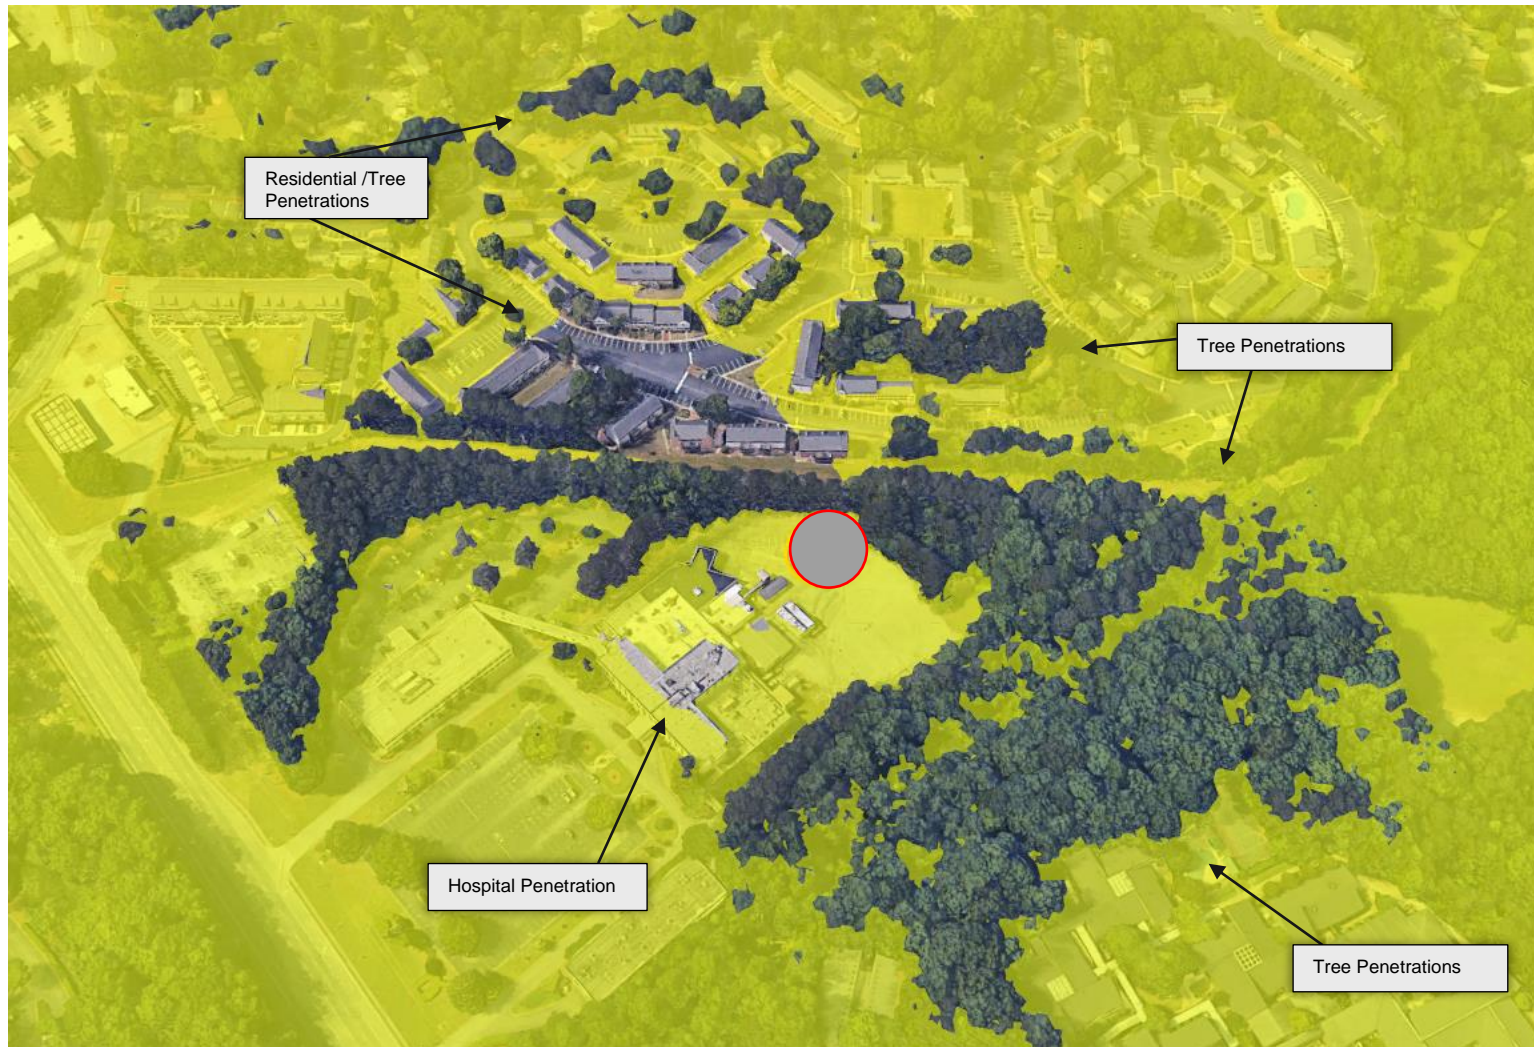 Residential /Tree
Penetrations
Tree Penetrations
Hospital Penetration
Tree Penetrations